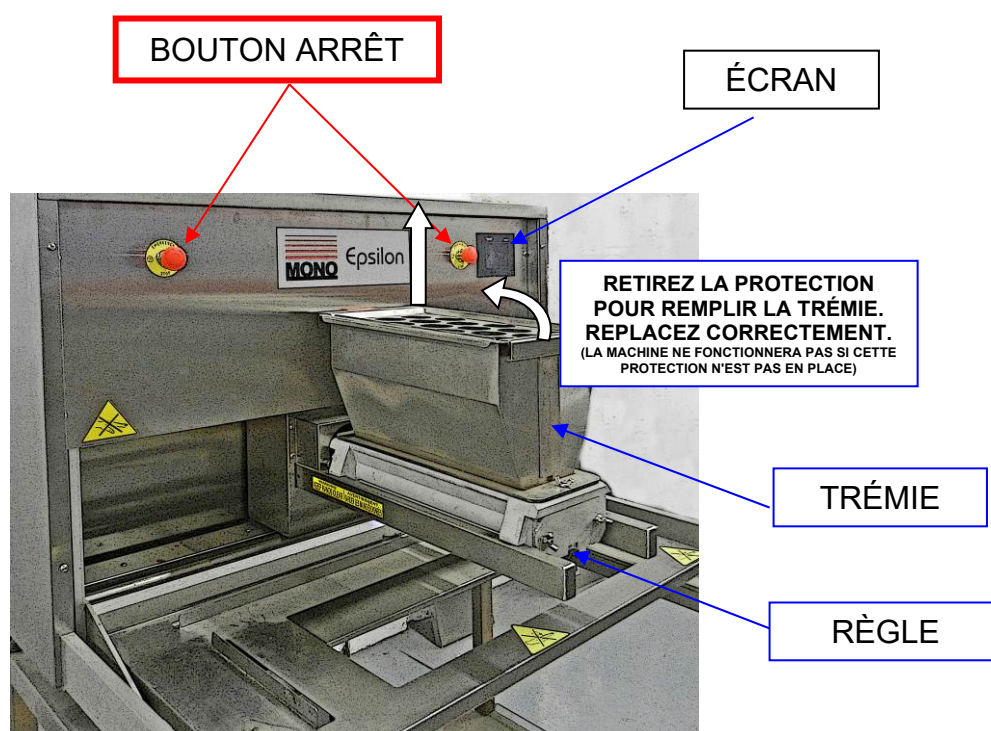 BOUTON ARRÊT
ÉCRAN
MONO
Epsilon
RETIREZ LA PROTECTION
POUR REMPLIR LA TRÉMIE.
REPLACEZ CORRECTEMENT.
(LA MACHINE NE FONCTIONNERA PAS SI CETTE
PROTECTION N'EST PAS EN PLACE)
TRÉMIE
RÈGLE